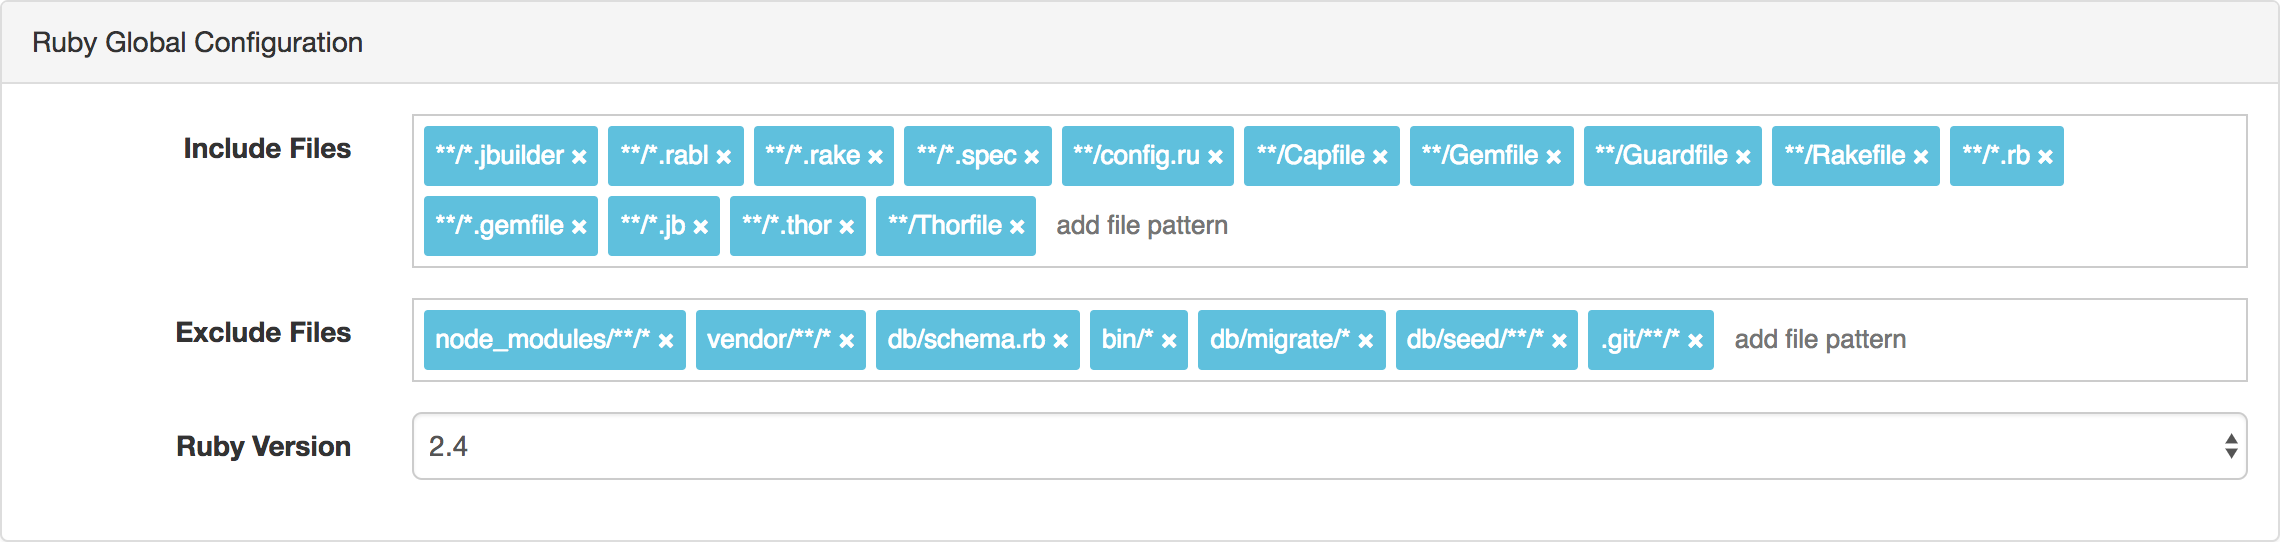 Ruby Global Configuration
Include Files
**/*.jbuilder × **/*.rabl × **/*.rake × **/*.spec × **/config.ru × **/Capfile × **/Gemfile × **/Guardfile × **/Rakefile × **/*.rb ×
**/*.gemfile × **/*.jb × **/*.thor × **/Thorfile × add file pattern
Exclude Files
node_modules/**/* × vendor/**/* × db/schema.rb × bin/* × db/migrate/* × db/seed/**/* × .git/**/* × add file pattern
Ruby Version
2.4